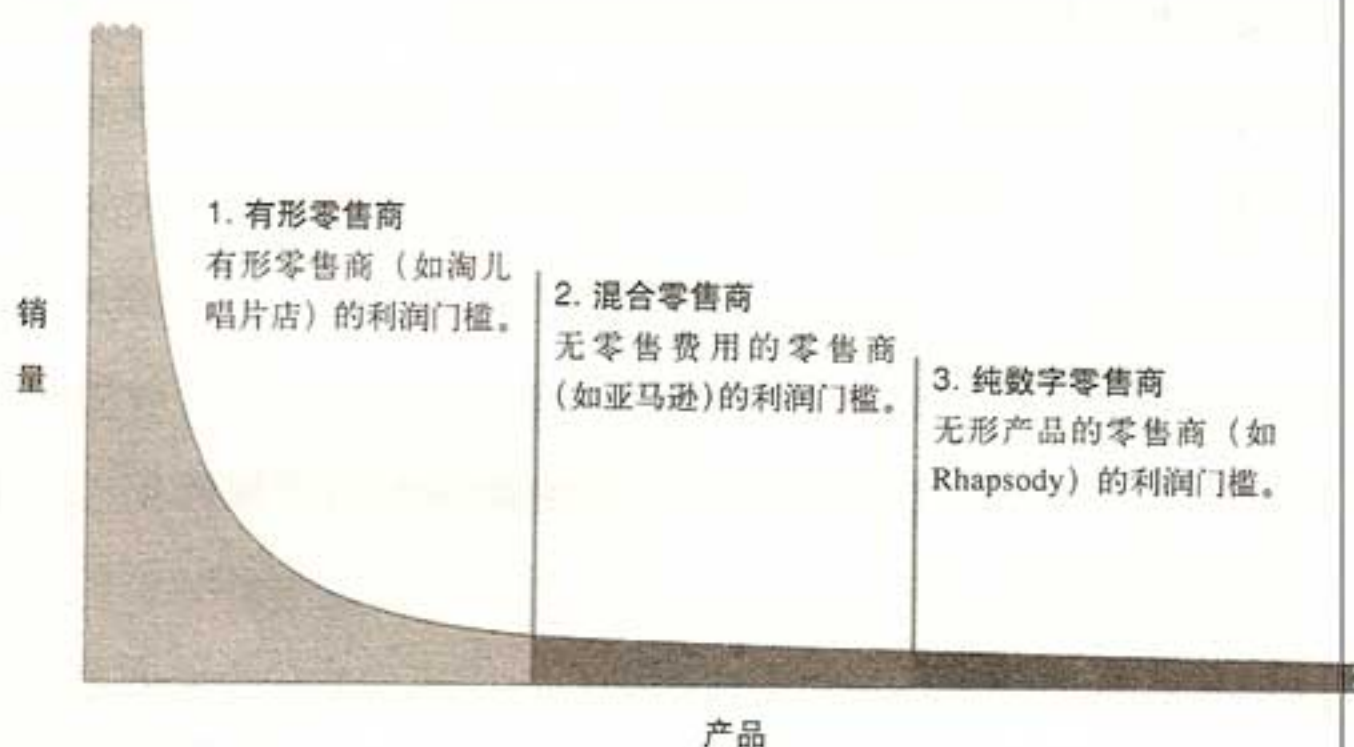 1. 有形零售商
有形零售商（如淘儿
唱片店）的利润门槛。
销
量
2. 混合零售商
无零售费用的零售商
（如亚马逊）的利润门槛。
3. 纯数字零售商
无形产品的零售商（如
Rhapsody）的利润门槛。
产品